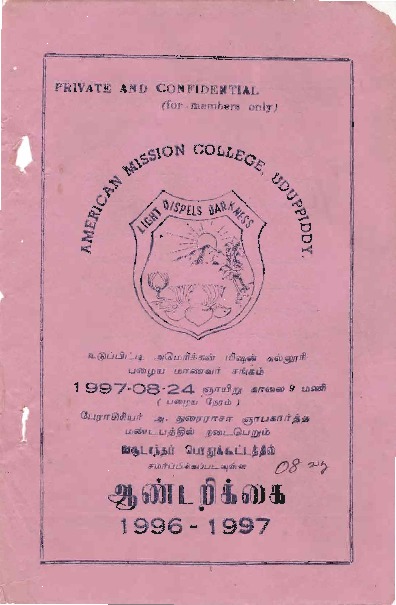 PRIVATE AND CONFIDENTIAL
(for members only)
AMERICAN MISSION COLLEGE, UDUPPIDDY.
LIGHT DISPELS DARKNESS
உடுப்பிட்டி அமெரிக்கன் மிஷன் கல்லூரி
பழைய மாணவர் சங்கம்
1997-08-24 ஞாயிறு காலை 9 மணி
( பழைய நேரம் )
பேராசிரியர் அ. துரைராசா ஞாபகார்த்த
மண்டபத்தில் நடைபெறும்
வருடாந்தப் பொதுக்கூட்டத்தில்
சமர்ப்பிக்கப்படவுள்ள
ஆண்டறிக்கை
1996 - 1997